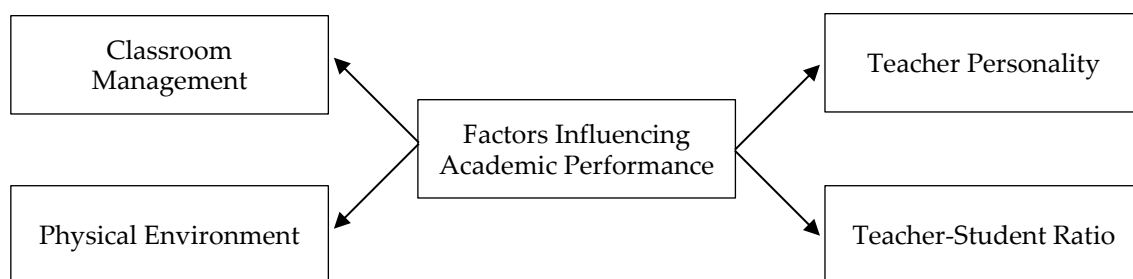 Classroom
Management
Teacher Personality
Factors Influencing
Academic Performance
Physical Environment
Teacher-Student Ratio